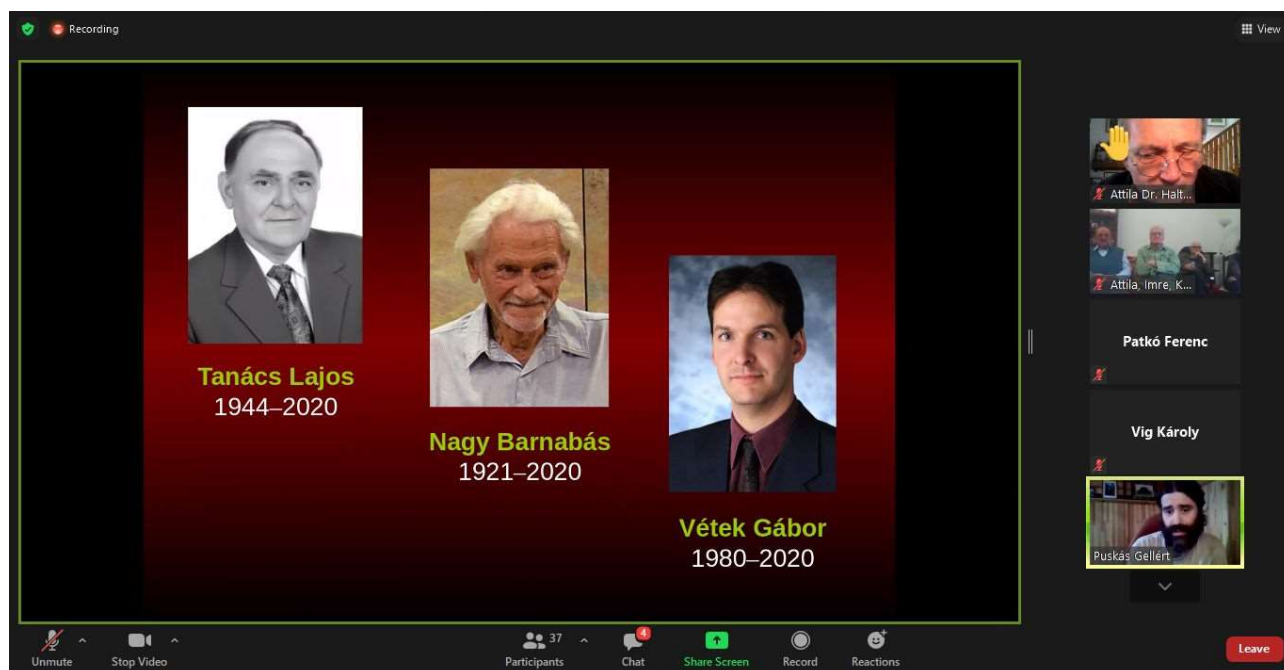 Recording
View
Tanács Lajos
1944–2020
Nagy Barnabás
1921–2020
Vétek Gábor
1980–2020
Attila Dr. Halt...
Attila, Imre, K...
Patkó Ferenc
Vig Károly
Puskás Gellért
Unmute
Stop Video
37
Participants
4
Chat
Share Screen
Record
Reactions
Leave